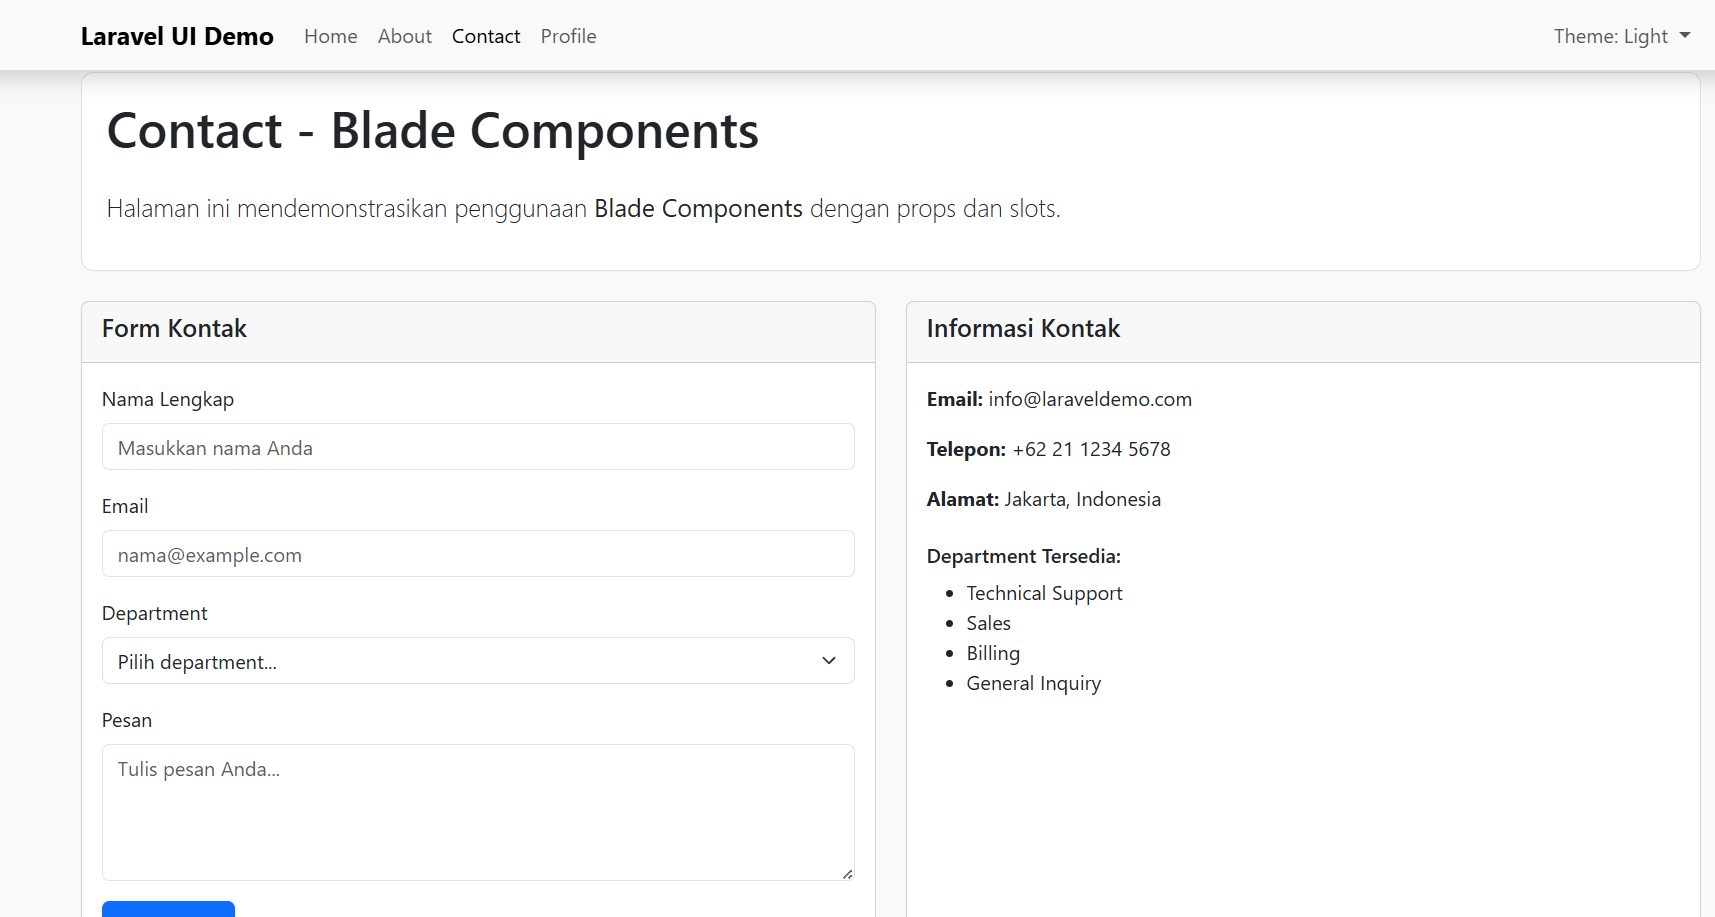 Laravel UI Demo Home About Contact Profile Theme: Light
Contact - Blade Components
Halaman ini mendemonstrasikan penggunaan Blade Components dengan props dan slots.
Form Kontak
Nama Lengkap
Masukkan nama Anda
Email
nama@example.com
Department
Pilih department...
Pesan
Tulis pesan Anda...
Informasi Kontak
Email: info@laraveldemo.com
Telepon: +62 21 1234 5678
Alamat: Jakarta, Indonesia
Department Tersedia:
Technical Support
Sales
Billing
General Inquiry